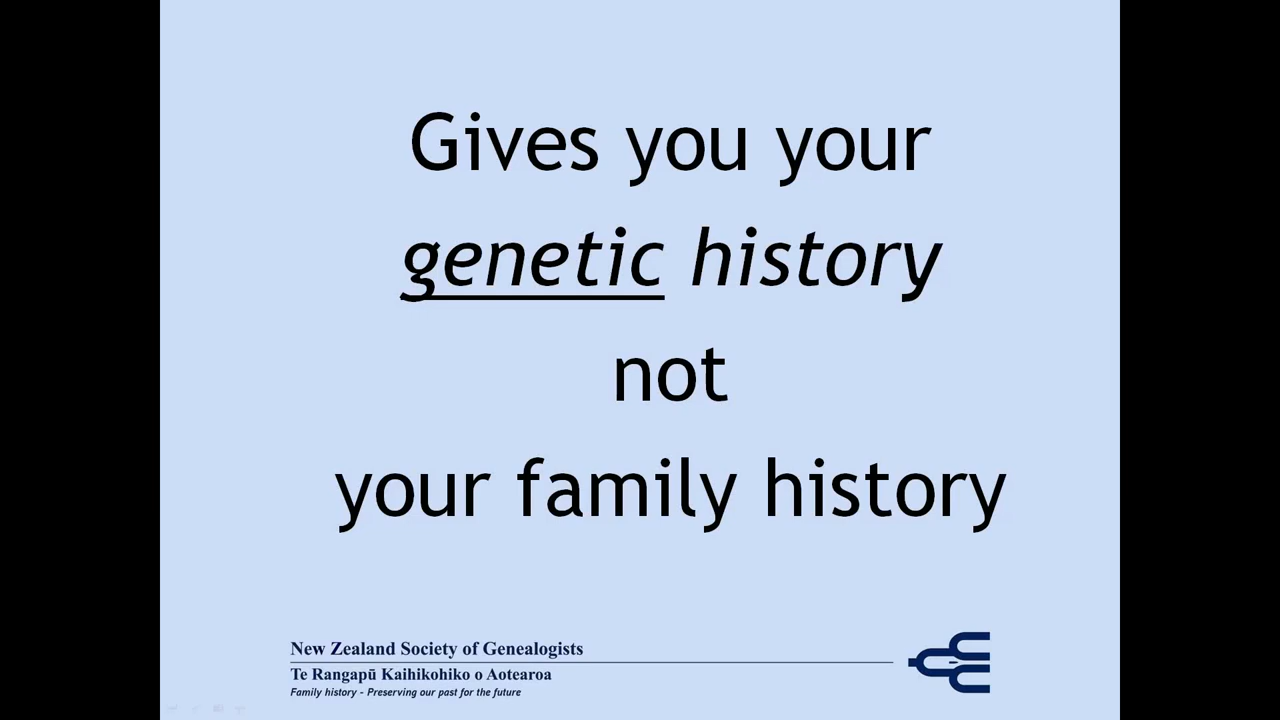 Gives you your
genetic history
not
your family history
New Zealand Society of Genealogists
Te Rangapū Kaihikohiko o Aotearoa
Family history - Preserving our past for the future